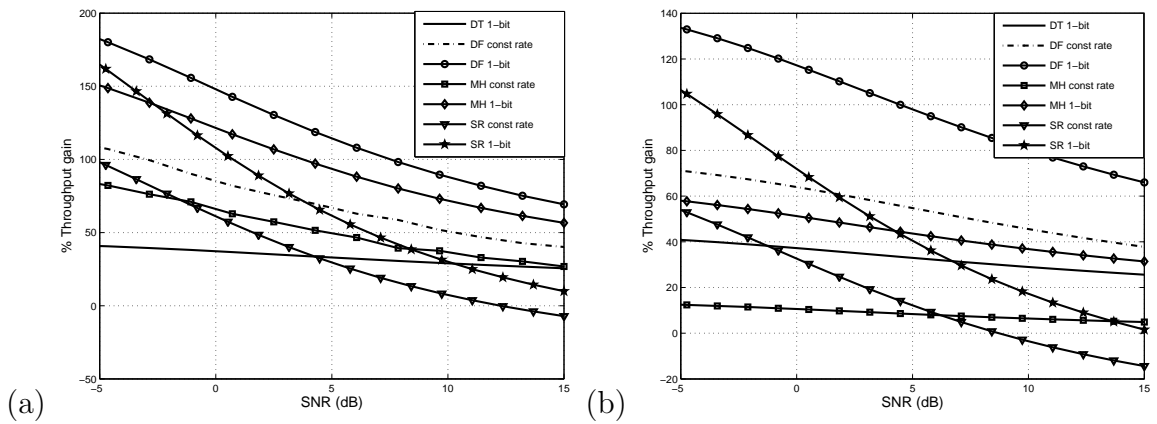 200
150
100
50
0
−50
−5
0
5
10
15
% Throughput gain
SNR (dB)
DT 1−bit
DF const rate
DF 1−bit
MH const rate
MH 1−bit
SR const rate
SR 1−bit
(a)
140
120
100
80
60
40
20
0
−20
−5
0
5
10
15
% Throughput gain
SNR (dB)
DT 1−bit
DF const rate
DF 1−bit
MH const rate
MH 1−bit
SR const rate
SR 1−bit
(b)